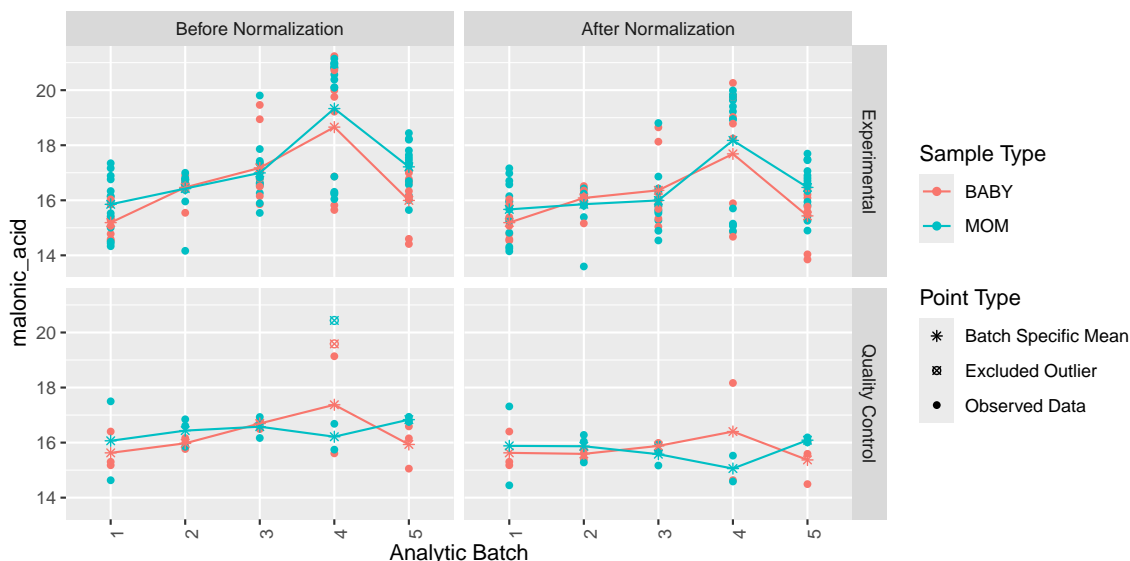 Before Normalization
After Normalization
20
18
16
14
Experimental
20
18
16
14
Quality Control
malonic_acid
1
2
3
4
5
1
2
3
4
5
Analytic Batch
Sample Type
BABY
MOM
Point Type
Batch Specific Mean
Excluded Outlier
Observed Data